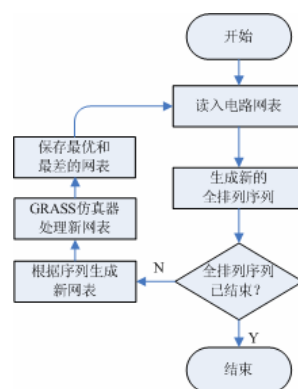 开始
读入电路网表
生成新的
全排列序列
全排列序列
已结束？
N
Y
根据序列生成
新网表
GRASS仿真器
处理新网表
保存最优和
最差的网表
结束